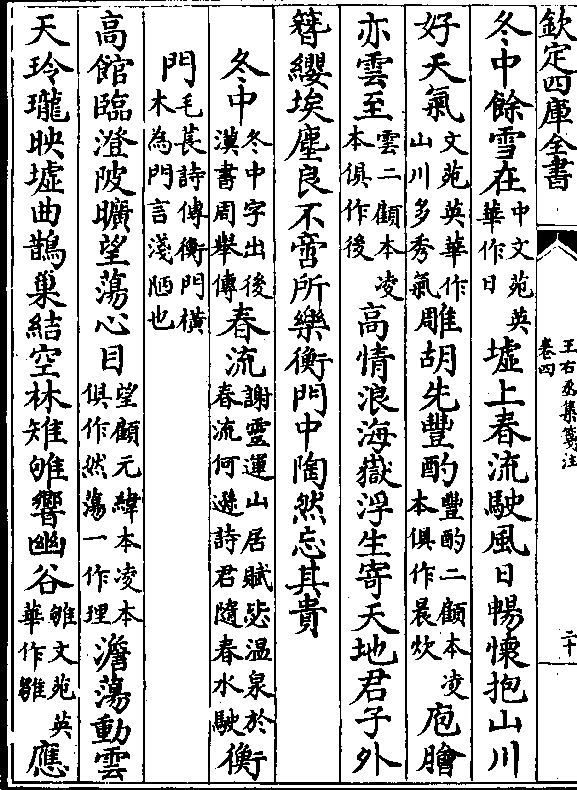 欽定四庫全書
王右丞集箋注
卷四
二十
冬中餘雪在中文苑英華作日墟上春流駛風日暢懷抱山川
好天氣文苑英華作山川多秀氣雕胡先豐酌豐酌二顧本凌本俱作晨炊庖膾
亦雲至雲二顧本凌本俱作後高情浪海嶽浮生寄天地君子外
簪纓埃塵良不啻所樂衡門中陶然忘其貴
冬中冬中字出後漢書周舉傳春流謝靈運山居賦毖温泉於春流何遜詩君隨春水駛衡
門毛萇詩傳衡門横木為門言淺陋也
高館臨澄陂曠望蕩心目望顧元緯本凌本俱作然蕩一作理澹蕩動雲
天玲瓏映墟曲鵲巢結空林雉雊響幽谷雊文苑英華作雛應